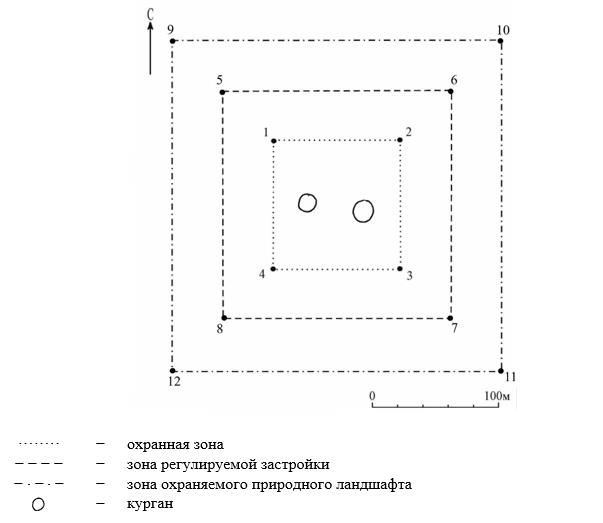 С
9 10
5 6
1 2
4 3
8 7
12 11
0 100м
– охранная зона
– зона регулируемой застройки
– зона охраняемого природного ландшафта
– курган